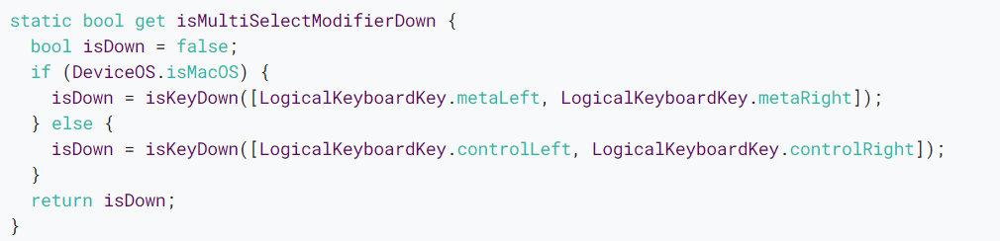 static bool get isMultiSelectModifierDown {
  bool isDown = false;
  if (DeviceOS.isMacOS) {
    isDown = isKeyDown([LogicalKeyboardKey.metaLeft, LogicalKeyboardKey.metaRight]);
  } else {
    isDown = isKeyDown([LogicalKeyboardKey.controlLeft, LogicalKeyboardKey.controlRight]);
  }
  return isDown;
}